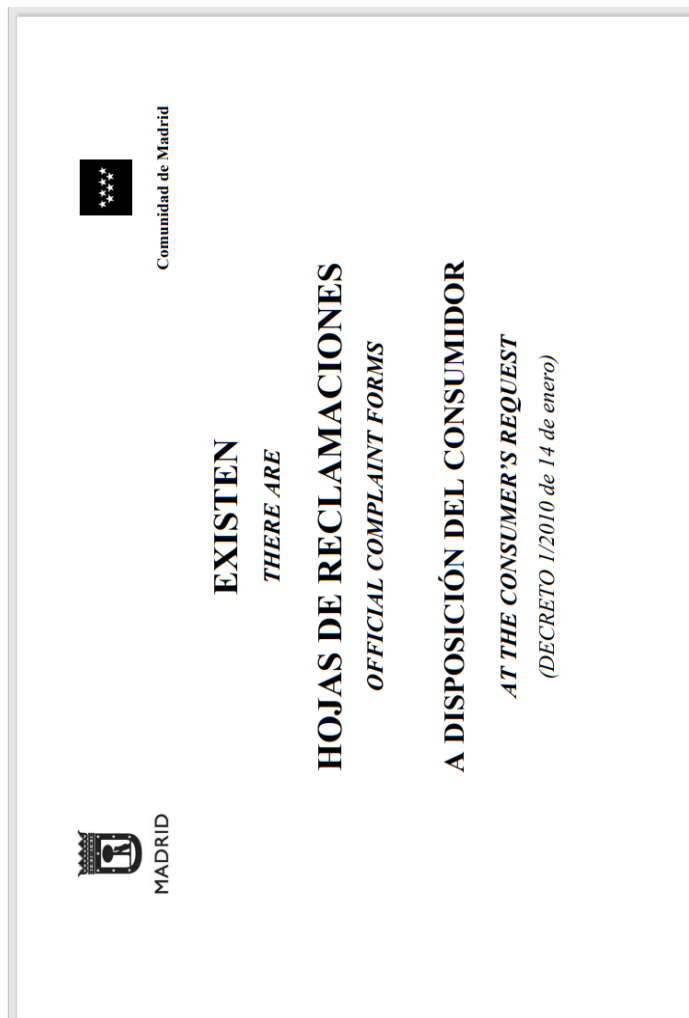 MADRID
Comunidad de Madrid
EXISTEN
THERE ARE
HOJAS DE RECLAMACIONES
OFFICIAL COMPLAINT FORMS
A DISPOSICIÓN DEL CONSUMIDOR
AT THE CONSUMER'S REQUEST
(DECRETO 1/2010 de 14 de enero)